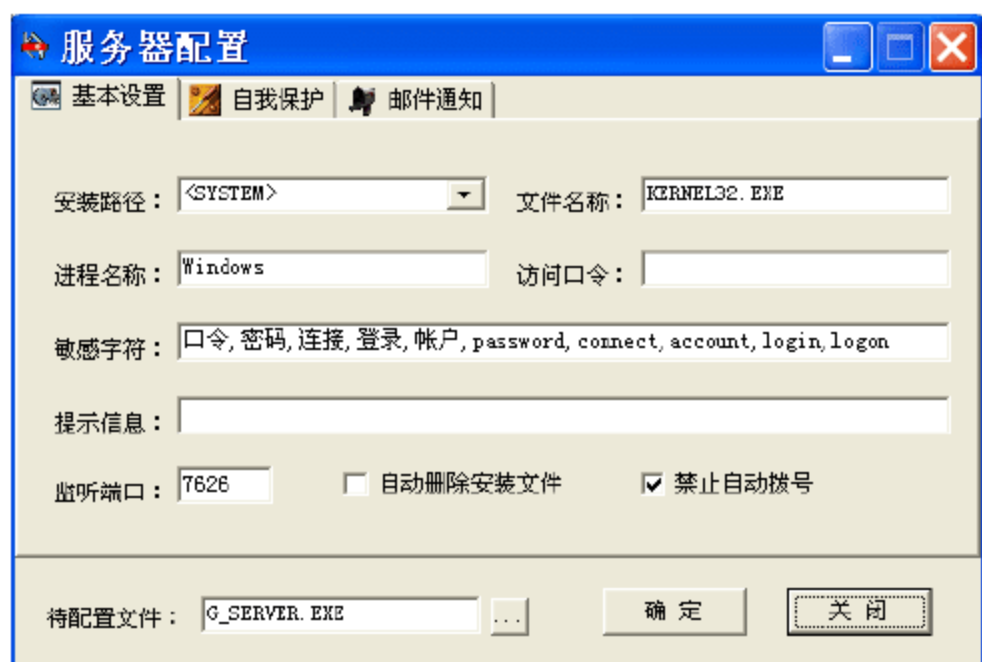 服务器配置
基本设置 自我保护 邮件通知
安装路径： <SYSTEM> 文件名称： KERNEL32.EXE
进程名称： Windows 访问口令：
敏感字符： 口令,密码,连接,登录,帐户,password,connect,account,login,logon
提示信息：
监听端口： 7626 自动删除安装文件 禁止自动拨号
待配置文件： G_SERVER.EXE ... 确 定 关 闭